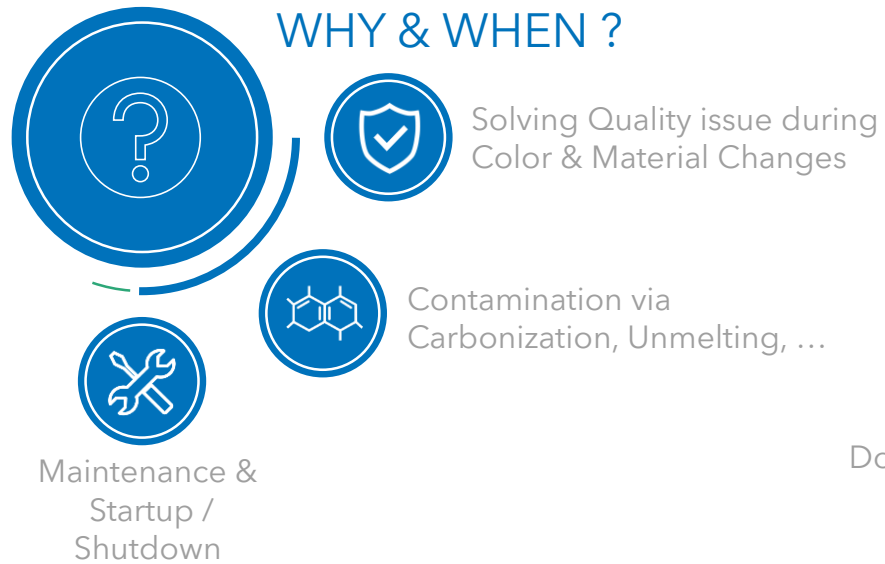 WHY & WHEN ?
Solving Quality issue during
Color & Material Changes
Contamination via
Carbonization, Unmelting, …
Maintenance &
Startup /
Shutdown